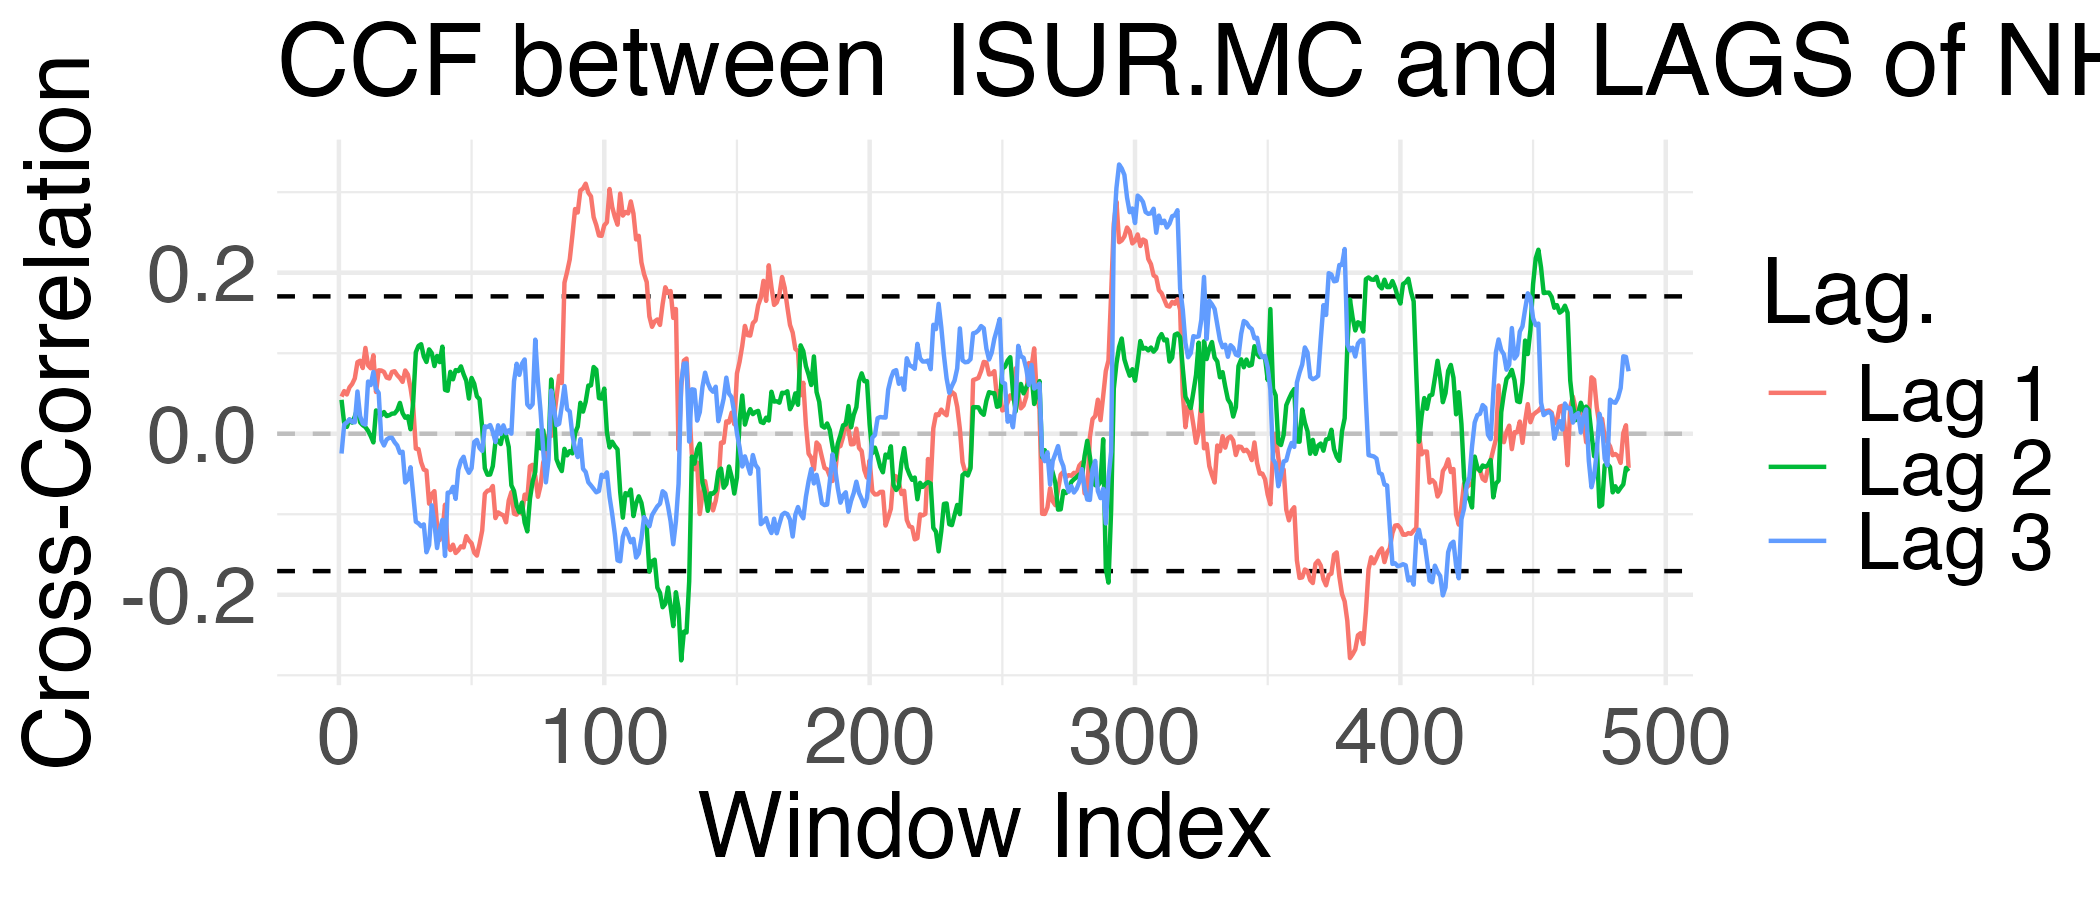 CCF between ISUR.MC and LAGS of NH
Cross-Correlation
0.2
0.0
-0.2
0
100
200
300
400
500
Window Index
Lag.
Lag 1
Lag 2
Lag 3